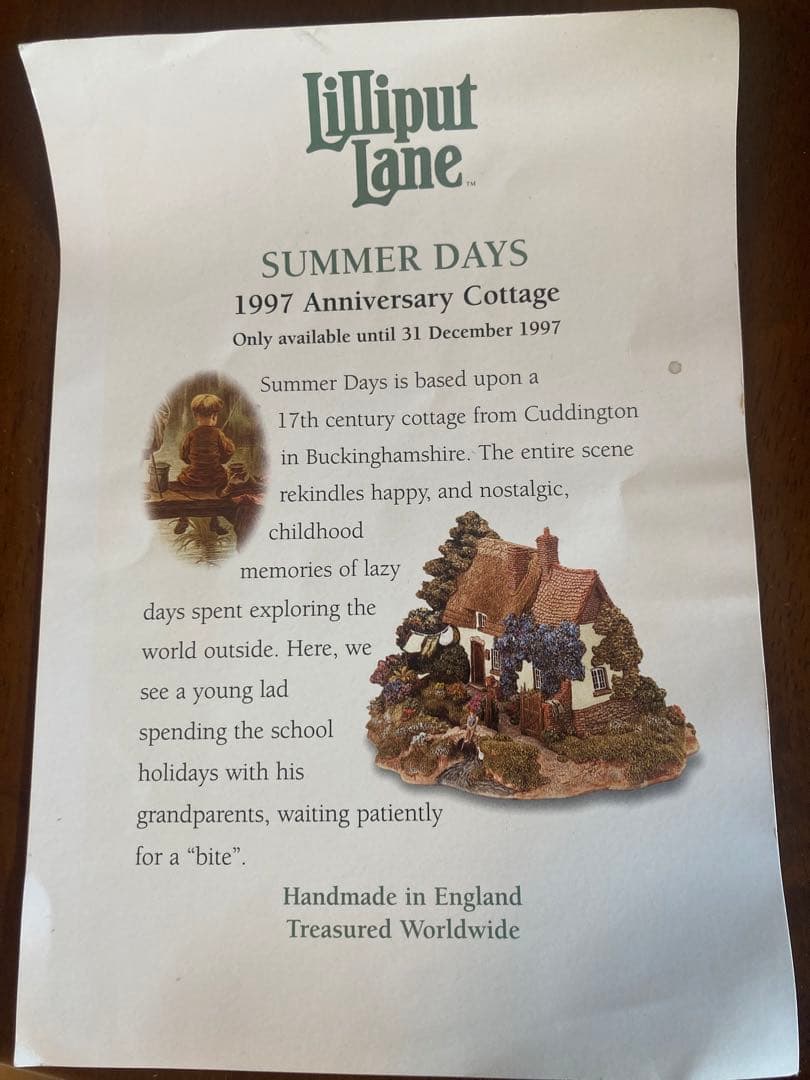 Lilliput
Lane™
SUMMER DAYS
1997 Anniversary Cottage
Only available until 31 December 1997
Summer Days is based upon a
17th century cottage from Cuddington
in Buckinghamshire. The entire scene
rekindles happy, and nostalgic,
childhood
memories of lazy
days spent exploring the
world outside. Here, we
see a young lad
spending the school
holidays with his
grandparents, waiting patiently
for a “bite”.
Handmade in England
Treasured Worldwide